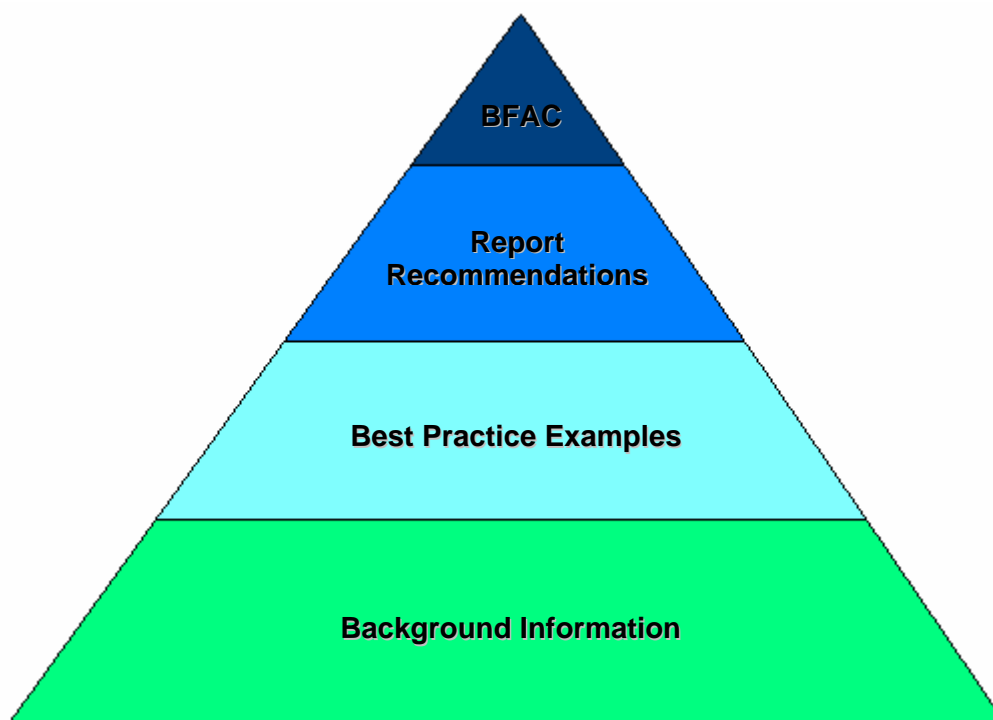 BFAC
Report
Recommendations
Best Practice Examples
Background Information